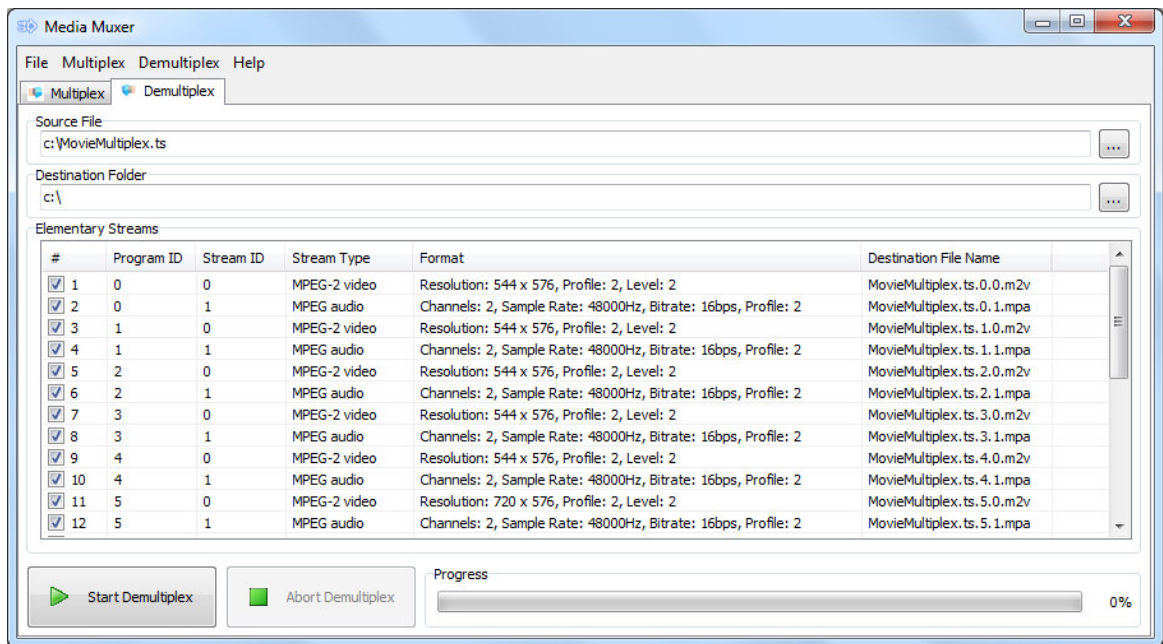 Media Muxer
File Multiplex Demultiplex Help
Multiplex Demultiplex
Source File
c:\MovieMultiplex.ts
...
Destination Folder
c:\
...
Elementary Streams
# Program ID Stream ID Stream Type Format Destination File Name
1 0 0 MPEG-2 video Resolution: 544 x 576, Profile: 2, Level: 2 MovieMultiplex.ts.0.0.m2v
2 0 1 MPEG audio Channels: 2, Sample Rate: 48000Hz, Bitrate: 16bps, Profile: 2 MovieMultiplex.ts.0.1.mpa
3 1 0 MPEG-2 video Resolution: 544 x 576, Profile: 2, Level: 2 MovieMultiplex.ts.1.0.m2v
4 1 1 MPEG audio Channels: 2, Sample Rate: 48000Hz, Bitrate: 16bps, Profile: 2 MovieMultiplex.ts.1.1.mpa
5 2 0 MPEG-2 video Resolution: 544 x 576, Profile: 2, Level: 2 MovieMultiplex.ts.2.0.m2v
6 2 1 MPEG audio Channels: 2, Sample Rate: 48000Hz, Bitrate: 16bps, Profile: 2 MovieMultiplex.ts.2.1.mpa
7 3 0 MPEG-2 video Resolution: 544 x 576, Profile: 2, Level: 2 MovieMultiplex.ts.3.0.m2v
8 3 1 MPEG audio Channels: 2, Sample Rate: 48000Hz, Bitrate: 16bps, Profile: 2 MovieMultiplex.ts.3.1.mpa
9 4 0 MPEG-2 video Resolution: 544 x 576, Profile: 2, Level: 2 MovieMultiplex.ts.4.0.m2v
10 4 1 MPEG audio Channels: 2, Sample Rate: 48000Hz, Bitrate: 16bps, Profile: 2 MovieMultiplex.ts.4.1.mpa
11 5 0 MPEG-2 video Resolution: 720 x 576, Profile: 2, Level: 2 MovieMultiplex.ts.5.0.m2v
12 5 1 MPEG audio Channels: 2, Sample Rate: 48000Hz, Bitrate: 16bps, Profile: 2 MovieMultiplex.ts.5.1.mpa
Start Demultiplex Abort Demultiplex
Progress
0%